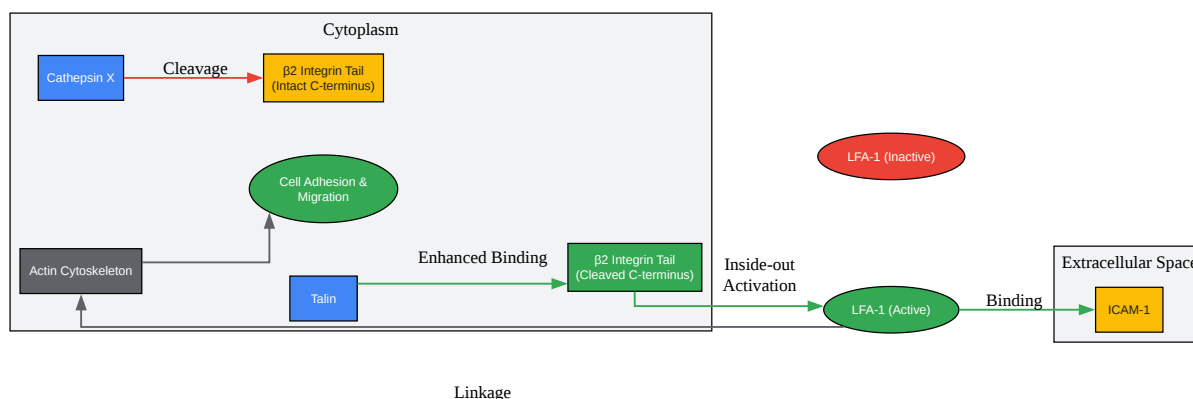 Cytoplasm
Cathepsin X
Cleavage
β2 Integrin Tail
(Intact C-terminus)
LFA-1 (Inactive)
Cell Adhesion &
Migration
Actin Cytoskeleton
Talin
Enhanced Binding
β2 Integrin Tail
(Cleaved C-terminus)
Inside-out
Activation
LFA-1 (Active)
Binding
Extracellular Space
ICAM-1
Linkage